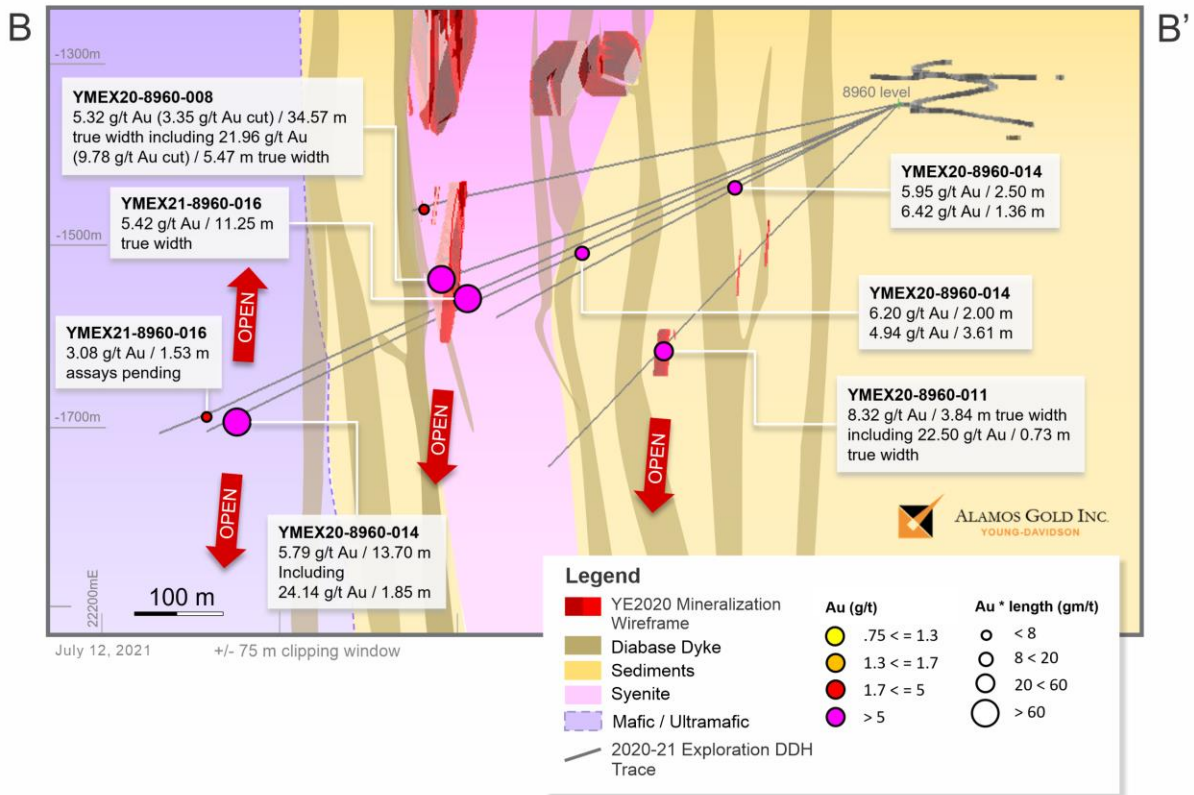 B
B'
-1300m
8960 level
YMEX20-8960-008
5.32 g/t Au (3.35 g/t Au cut) / 34.57 m
true width including 21.96 g/t Au
(9.78 g/t Au cut) / 5.47 m true width
YMEX20-8960-014
5.95 g/t Au / 2.50 m
6.42 g/t Au / 1.36 m
YMEX21-8960-016
5.42 g/t Au / 11.25 m
true width
-1500m
YMEX20-8960-014
6.20 g/t Au / 2.00 m
4.94 g/t Au / 3.61 m
OPEN
YMEX21-8960-016
3.08 g/t Au / 1.53 m
assays pending
YMEX20-8960-011
8.32 g/t Au / 3.84 m true width
including 22.50 g/t Au / 0.73 m
true width
-1700m
OPEN
OPEN
OPEN
YMEX20-8960-014
5.79 g/t Au / 13.70 m
Including
24.14 g/t Au / 1.85 m
ALAMOS GOLD INC.
YOUNG-DAVIDSON
22200mE
100 m
July 12, 2021
+/- 75 m clipping window
Legend
YE2020 Mineralization
Wireframe
Diabase Dyke
Sediments
Syenite
Mafic / Ultramafic
2020-21 Exploration DDH
Trace
Au (g/t)
.75 < = 1.3
1.3 < = 1.7
1.7 < = 5
> 5
Au * length (gm/t)
< 8
8 < 20
20 < 60
> 60